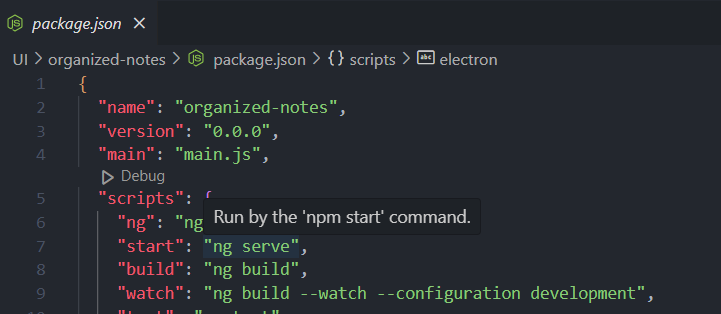 package.json
UI > organized-notes > package.json > {} scripts > abc electron
1 {
2 "name": "organized-notes",
3 "version": "0.0.0",
4 "main": "main.js",
Debug
5 "scripts": {
Run by the 'npm start' command.
6 "ng": "ng
7 "start": "ng serve",
8 "build": "ng build",
9 "watch": "ng build --watch --configuration development",